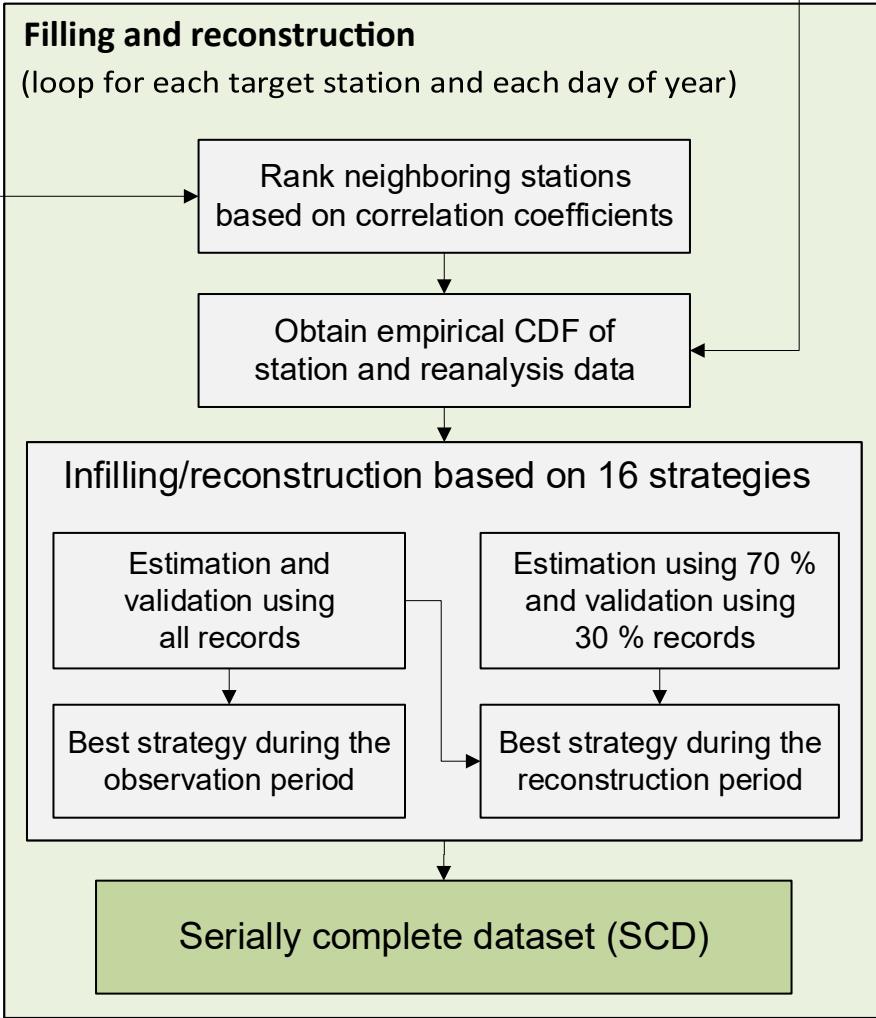 Filling and reconstruction
(loop for each target station and each day of year)
Rank neighboring stations
based on correlation coefficients
Obtain empirical CDF of
station and reanalysis data
Infilling/reconstruction based on 16 strategies
Estimation and
validation using
all records
Estimation using 70 %
and validation using
30 % records
Best strategy during the
observation period
Best strategy during the
reconstruction period
Serially complete dataset (SCD)